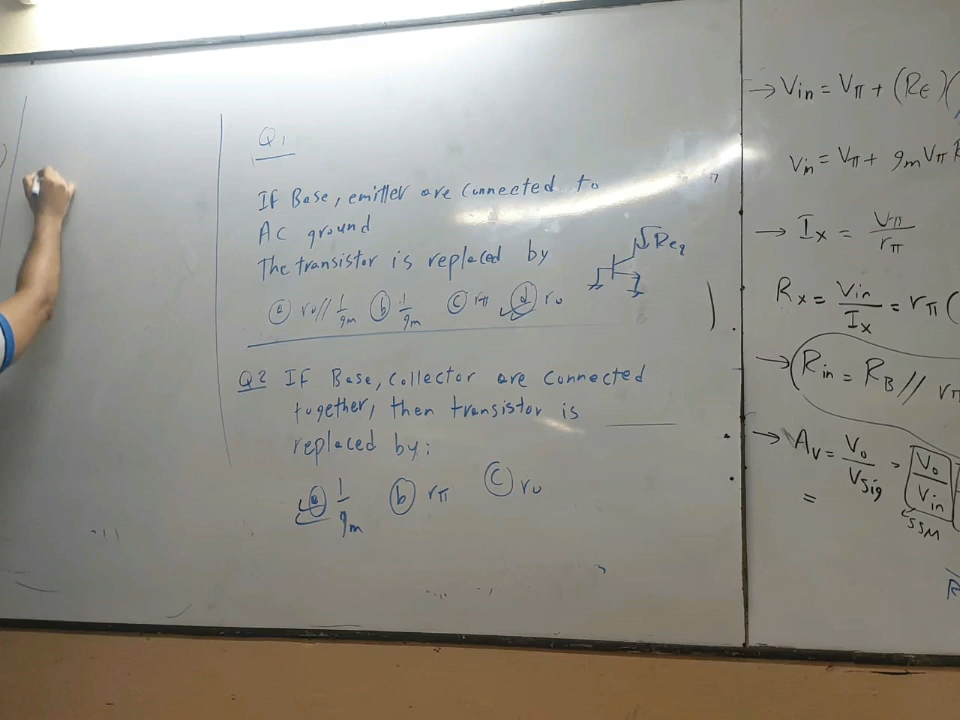 Q1
If Base, emitter are connected to
AC ground
The transistor is replaced by
Req
ⓐ ro // 1/gm ⓑ 1/gm ⓒ rπ ⓓ ro
Q2 IF Base, collector are connected
together, then transistor is
replaced by:
ⓐ 1/gm ⓑ rπ ⓒ ro
→ Vin = Vπ + (RE)(
Vin = Vπ + gm Vπ R
→ Ix = Vπ/rπ
Rx = Vin/Ix = rπ (
→ Rin = RB // rπ
→ Av = Vo/Vsig = Vo/Vin
=
SSM